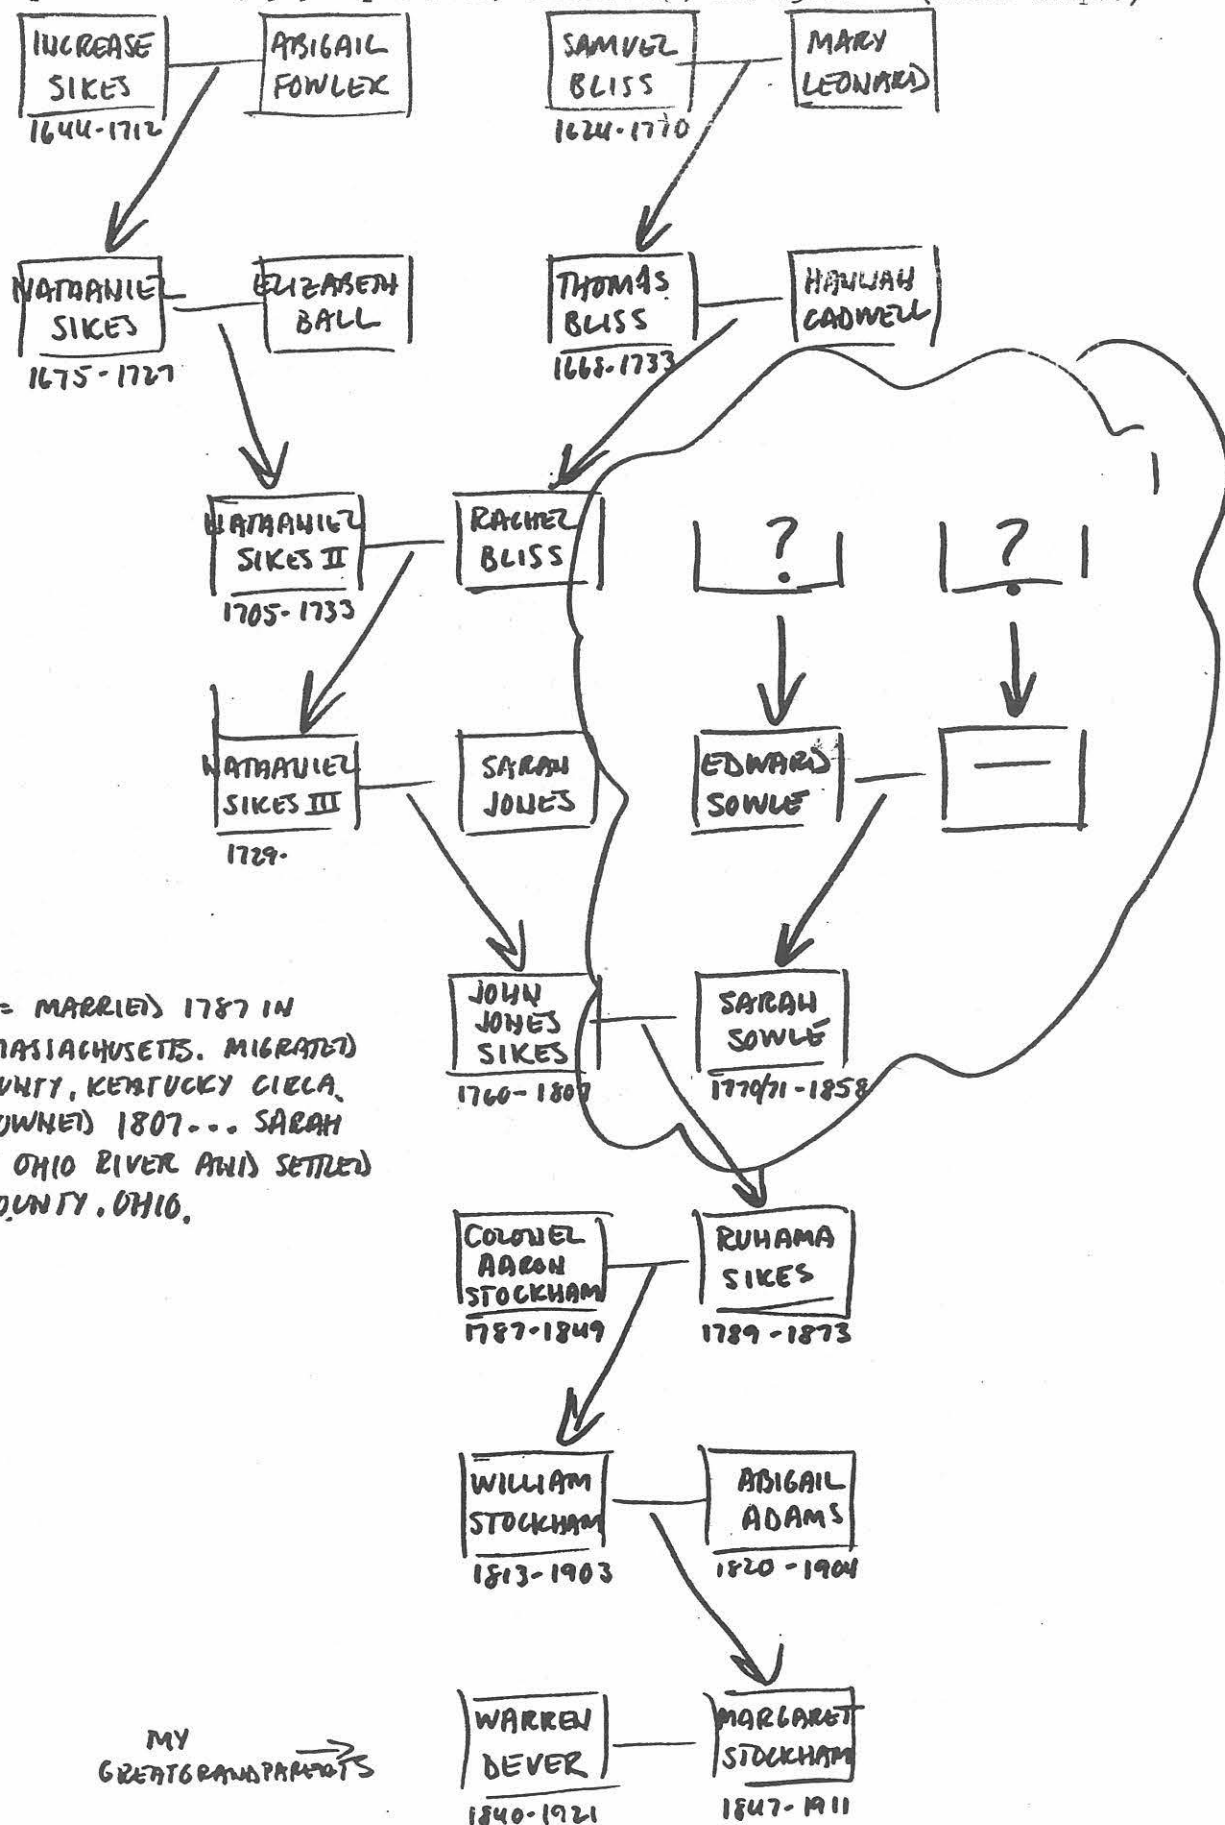 INCREASE
SIKES
1644-1712
ABIGAIL
FOWLER
SAMUEL
BLISS
MARY
LEONARD
NATHANIEL
SIKES
1675-1727
ELIZABETH
BALL
THOMAS
BLISS
1668-1733
HANNAH
CADWELL
NATHANIEL
SIKES II
1705-1733
RACHEL
BLISS
?
?
NATHANIEL
SIKES III
1729-
SARAH
JONES
EDWARD
SOWLE
—
JOHN
JONES
SIKES
1760-1807
SARAH
SOWLE
1770/71-1858
= MARRIED 1787 IN
MASSACHUSETTS. MIGRATED
UNTY, KENTUCKY CIRCA.
OWNED 1807... SARAH
OHIO RIVER AND SETTLED
OUNTY, OHIO.
COLONEL
AARON
STOCKHAM
1787-1849
RUHAMA
SIKES
1789-1873
WILLIAM
STOCKHAM
1813-1903
ABIGAIL
ADAMS
1820-1904
MY
GREATGRANDPARENTS
WARREN
DEVER
1840-1921
MARGARET
STOCKHAM
1847-1911